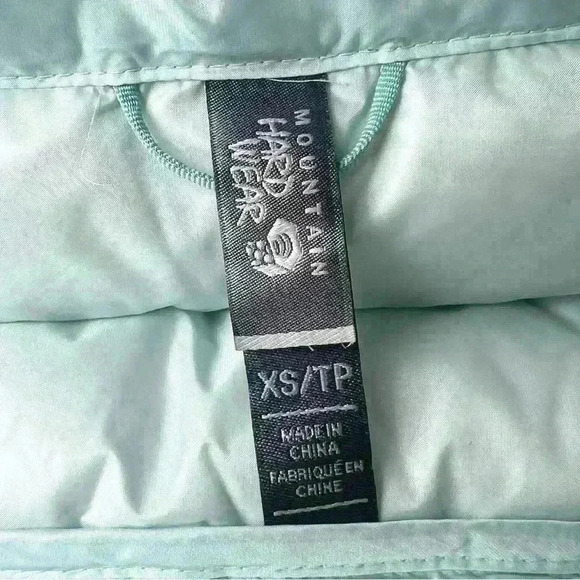 MOUNTAIN
HARD
WEAR
XS/TP
MADE IN
CHINA
FABRIQUÉ EN
CHINE